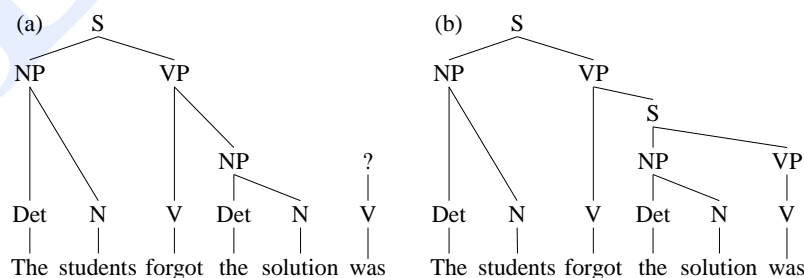 (a) S (b) S
NP VP NP VP
S
NP ? NP VP
Det N V Det N V Det N V Det N V
The students forgot the solution was The students forgot the solution was